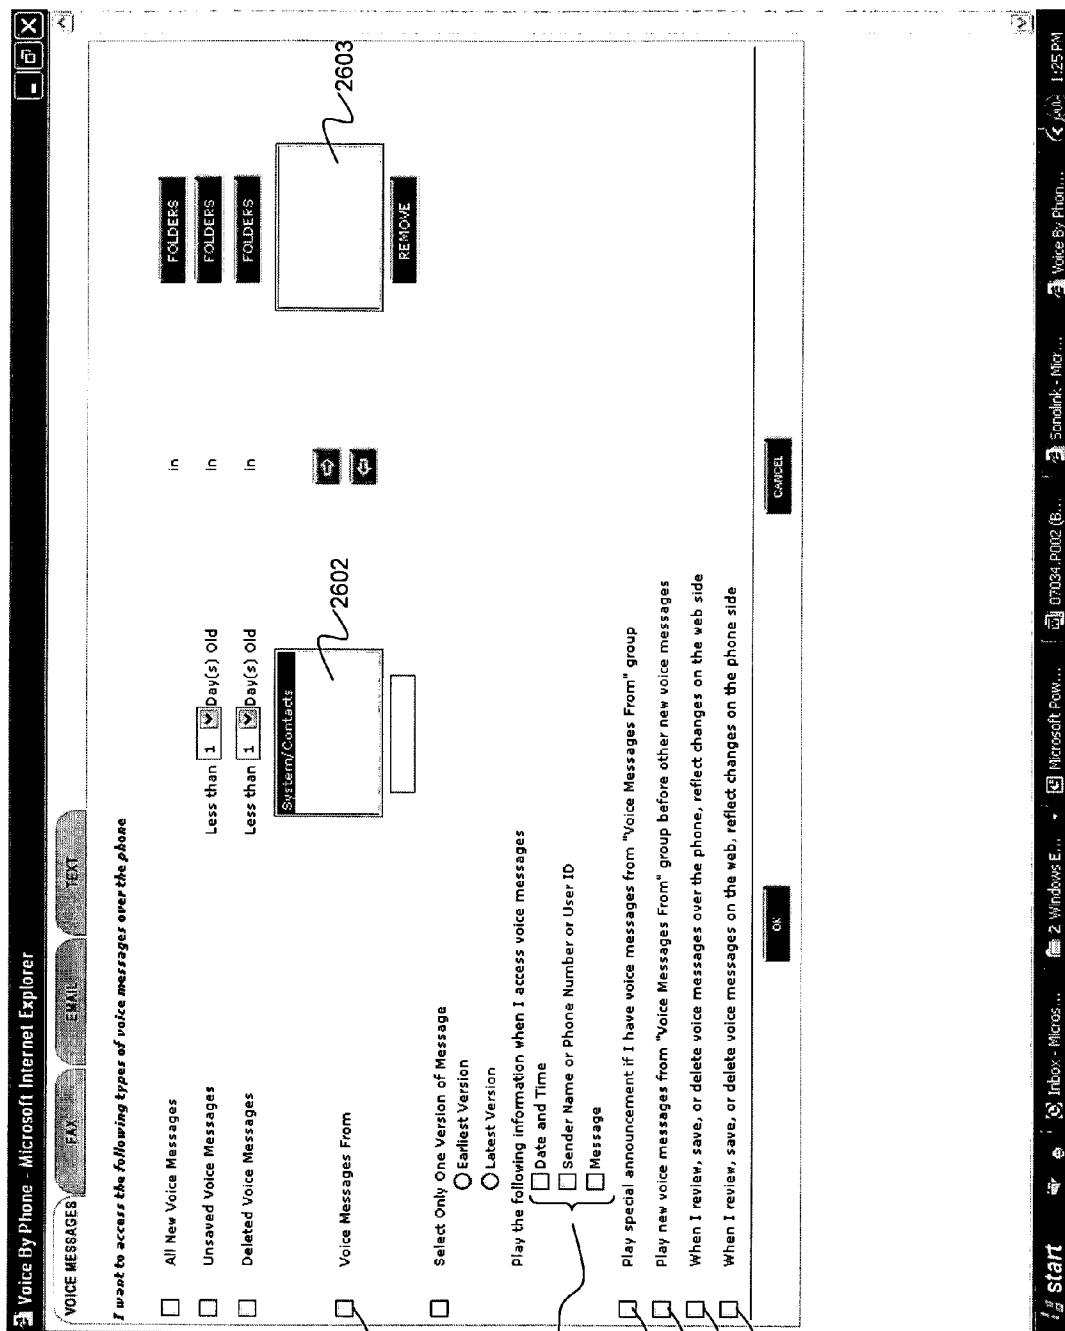 Voice By Phone - Microsoft Internet Explorer
VOICE MESSAGES FAX EMAIL TEXT
I want to access the following types of voice messages over the phone
All New Voice Messages In FOLDERS
Unsaved Voice Messages Less than 1 Day(s) Old In FOLDERS
Deleted Voice Messages Less than 1 Day(s) Old In FOLDERS
System/Contacts
Voice Messages From 2602 2603
REMOVE
Select Only One Version of Message
Earliest Version
Latest Version
Play the following information when I access voice messages
Date and Time
Sender Name or Phone Number or User ID
Message
Play special announcement if I have voice messages from "Voice Messages From" group
Play new voice messages from "Voice Messages From" group before other new voice messages
When I review, save, or delete voice messages over the phone, reflect changes on the web side
When I review, save, or delete voice messages on the web, reflect changes on the phone side
OK CANCEL
start Inbox - Micros... 2 Windows E... Microsoft Pow... 07034.P002 (B... Sonolink - Micr... Voice By Phon... 1:25 PM